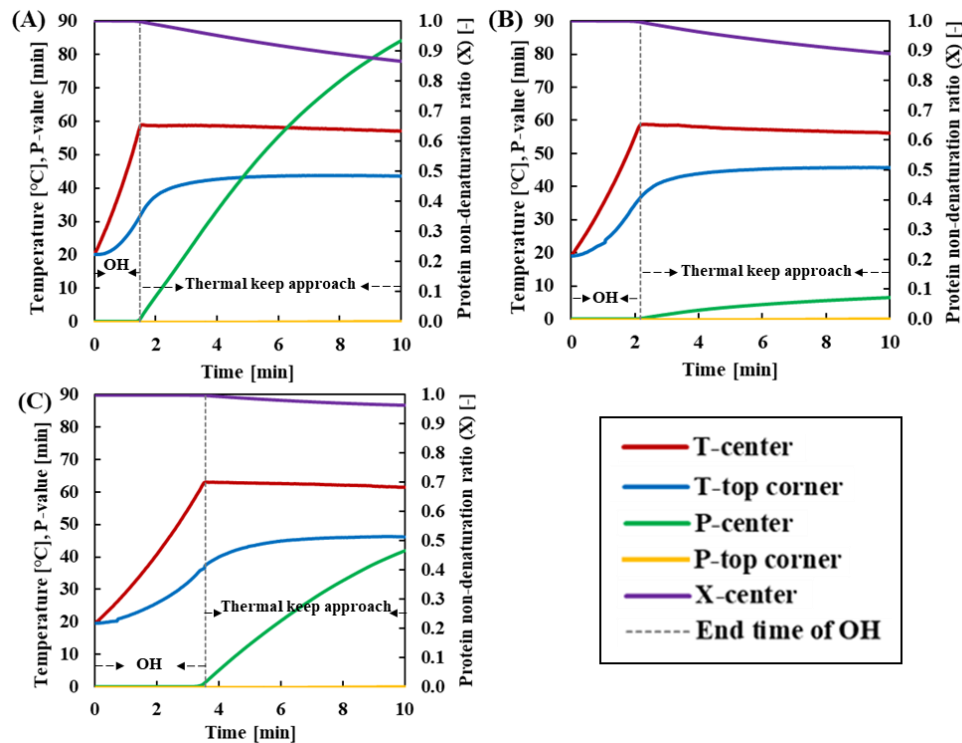 (A)
Temperature [°C], P-value [min]
90
80
70
60
50
40
30
20
10
0
OH
Thermal keep approach
1.0
0.9
0.8
0.7
0.6
0.5
0.4
0.3
0.2
0.1
0.0
Protein non-denaturation ratio (X) [-]
0 2 4 6 8 10
Time [min]
(B)
Temperature [°C], P-value [min]
90
80
70
60
50
40
30
20
10
0
OH
Thermal keep approach
1.0
0.9
0.8
0.7
0.6
0.5
0.4
0.3
0.2
0.1
0.0
Protein non-denaturation ratio (X) [-]
0 2 4 6 8 10
Time [min]
(C)
Temperature [°C], P-value [min]
90
80
70
60
50
40
30
20
10
0
OH
Thermal keep approach
1.0
0.9
0.8
0.7
0.6
0.5
0.4
0.3
0.2
0.1
0.0
Protein non-denaturation ratio (X) [-]
0 2 4 6 8 10
Time [min]
T-center
T-top corner
P-center
P-top corner
X-center
End time of OH